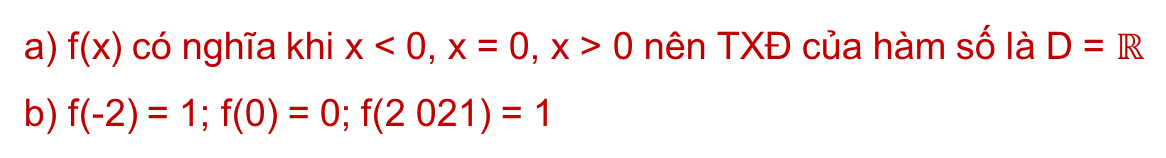 a) f(x) có nghĩa khi x < 0, x = 0, x > 0 nên TXĐ của hàm số là D = ℝ
b) f(-2) = 1; f(0) = 0; f(2 021) = 1